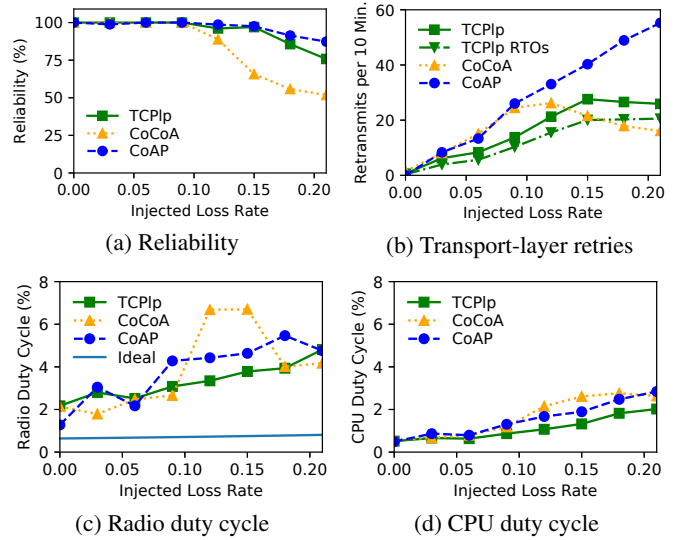 100
75
50
25
0
Reliability (%)
TCPlp
CoCoA
CoAP
0.00 0.05 0.10 0.15 0.20
Injected Loss Rate
(a) Reliability
60
40
20
0
Retransmits per 10 Min.
TCPlp
TCPlp RTOs
CoCoA
CoAP
0.00 0.05 0.10 0.15 0.20
Injected Loss Rate
(b) Transport-layer retries
8
6
4
2
0
Radio Duty Cycle (%)
TCPlp
CoCoA
CoAP
Ideal
0.00 0.05 0.10 0.15 0.20
Injected Loss Rate
(c) Radio duty cycle
8
6
4
2
0
CPU Duty Cycle (%)
TCPlp
CoCoA
CoAP
0.00 0.05 0.10 0.15 0.20
Injected Loss Rate
(d) CPU duty cycle